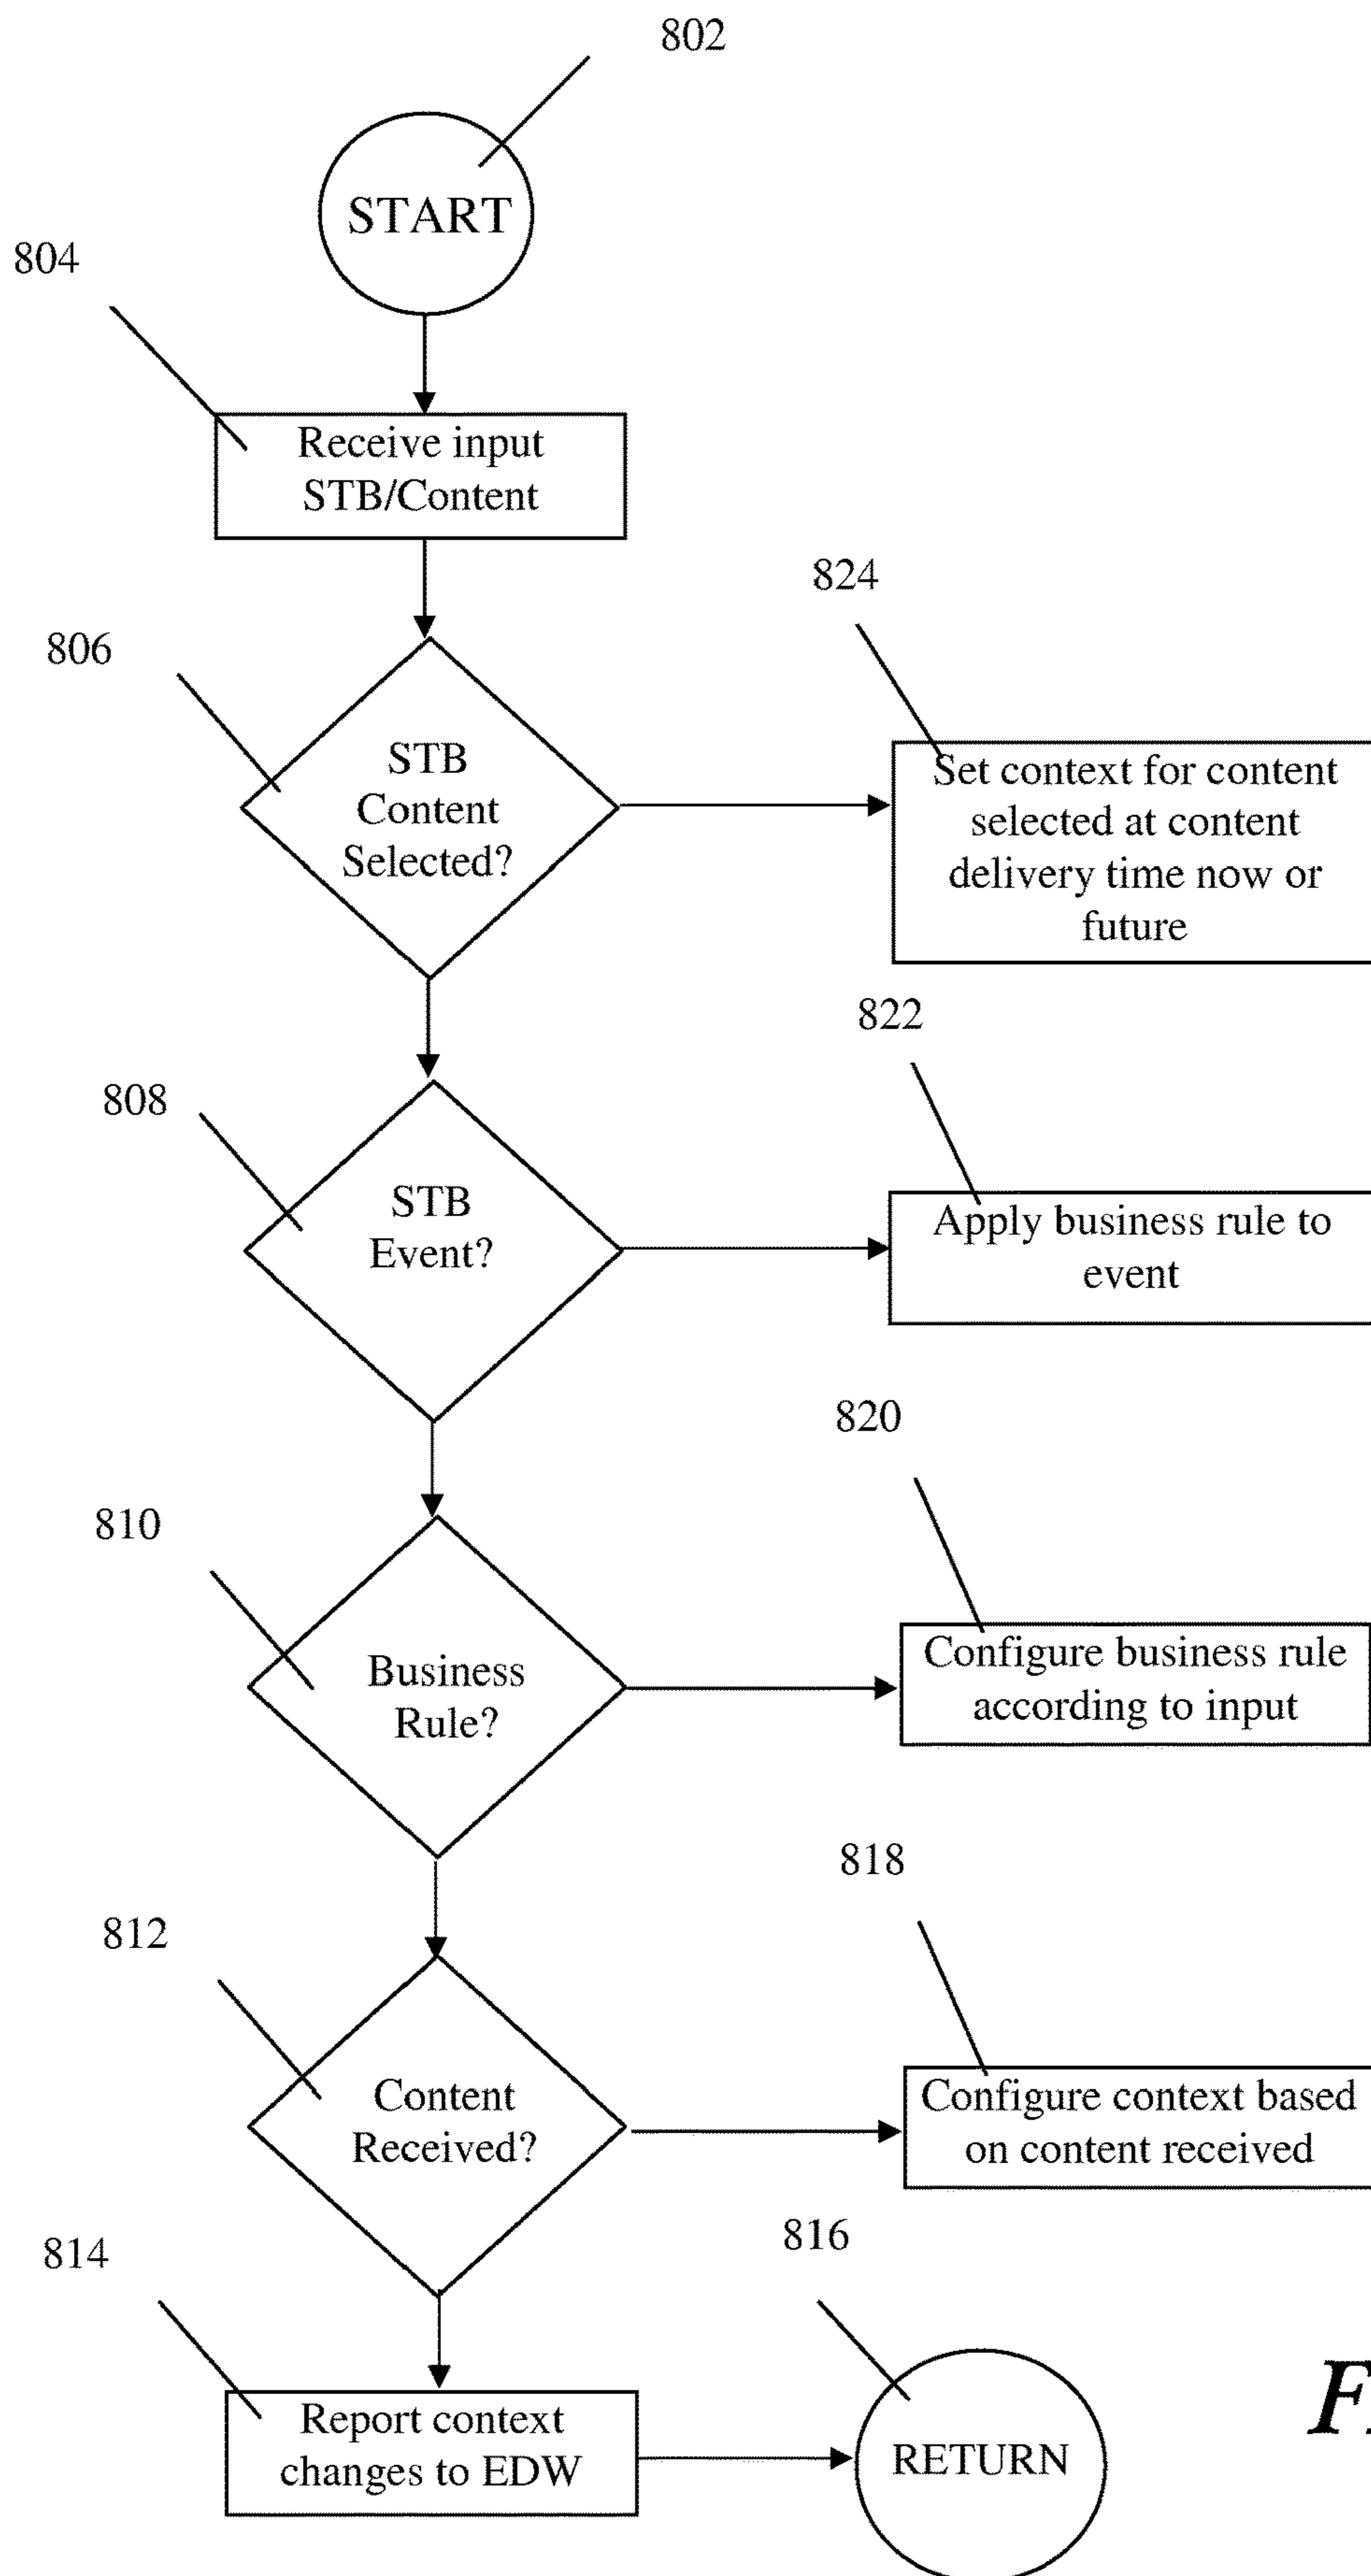 802
START
804
Receive input
STB/Content
824
806
STB
Content
Selected?
Set context for content
selected at content
delivery time now or
future
822
808
STB
Event?
Apply business rule to
event
820
810
Business
Rule?
Configure business rule
according to input
818
812
Content
Received?
Configure context based
on content received
814
816
Report context
changes to EDW
RETURN